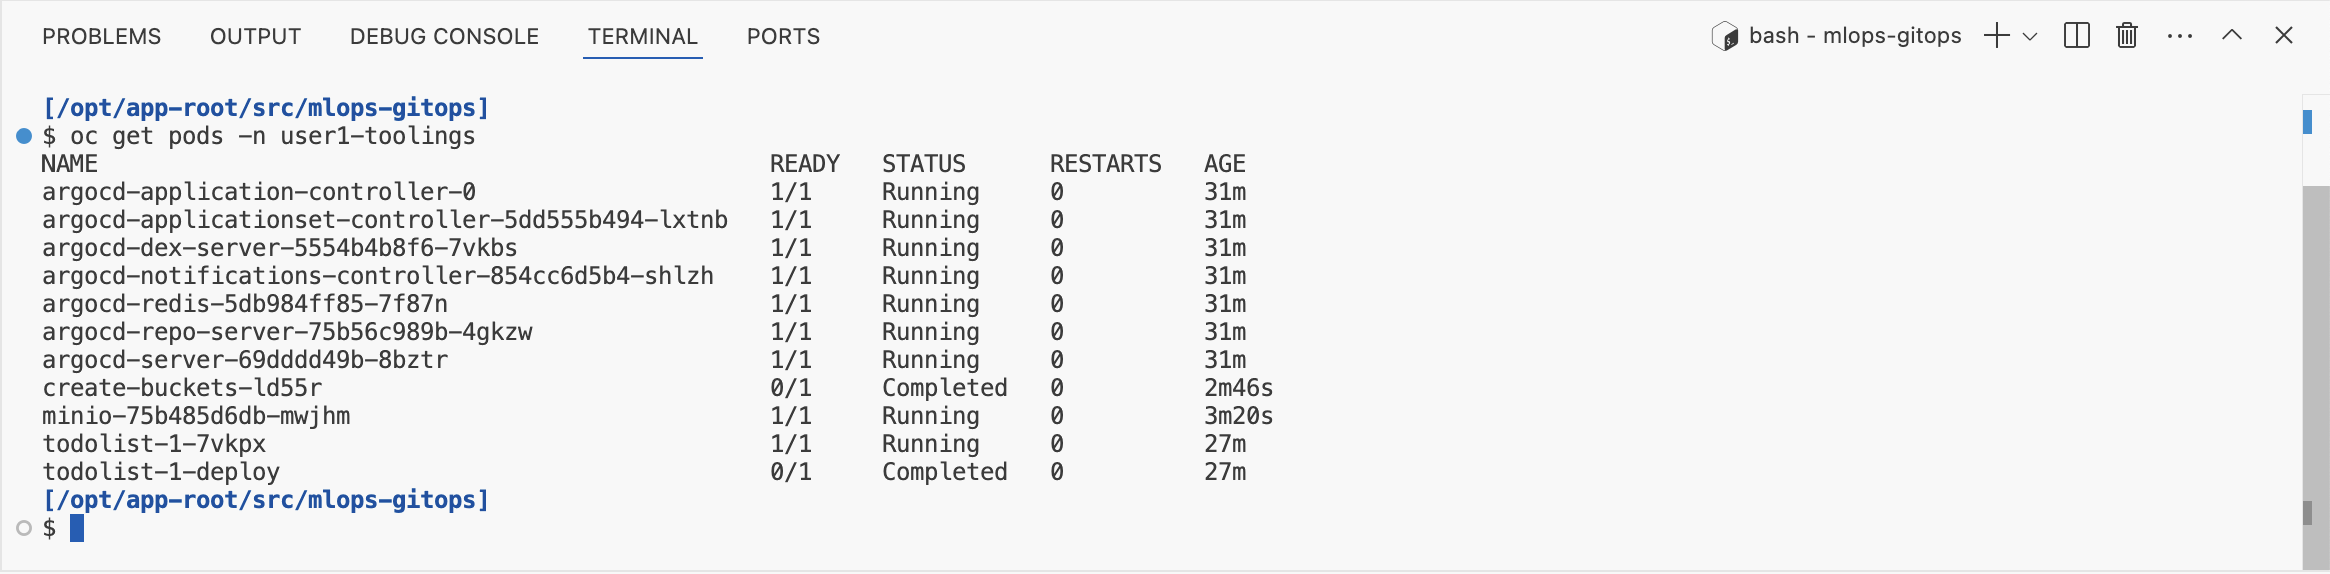 PROBLEMS OUTPUT DEBUG CONSOLE TERMINAL PORTS bash - mlops-gitops
[/opt/app-root/src/mlops-gitops]
$ oc get pods -n user1-toolings
NAME READY STATUS RESTARTS AGE
argocd-application-controller-0 1/1 Running 0 31m
argocd-applicationset-controller-5dd555b494-lxtnb 1/1 Running 0 31m
argocd-dex-server-5554b4b8f6-7vkbs 1/1 Running 0 31m
argocd-notifications-controller-854cc6d5b4-shlzh 1/1 Running 0 31m
argocd-redis-5db984ff85-7f87n 1/1 Running 0 31m
argocd-repo-server-75b56c989b-4gkzw 1/1 Running 0 31m
argocd-server-69dddd49b-8bztr 1/1 Running 0 31m
create-buckets-ld55r 0/1 Completed 0 2m46s
minio-75b485d6db-mwjhm 1/1 Running 0 3m20s
todolist-1-7vkpx 1/1 Running 0 27m
todolist-1-deploy 0/1 Completed 0 27m
[/opt/app-root/src/mlops-gitops]
$